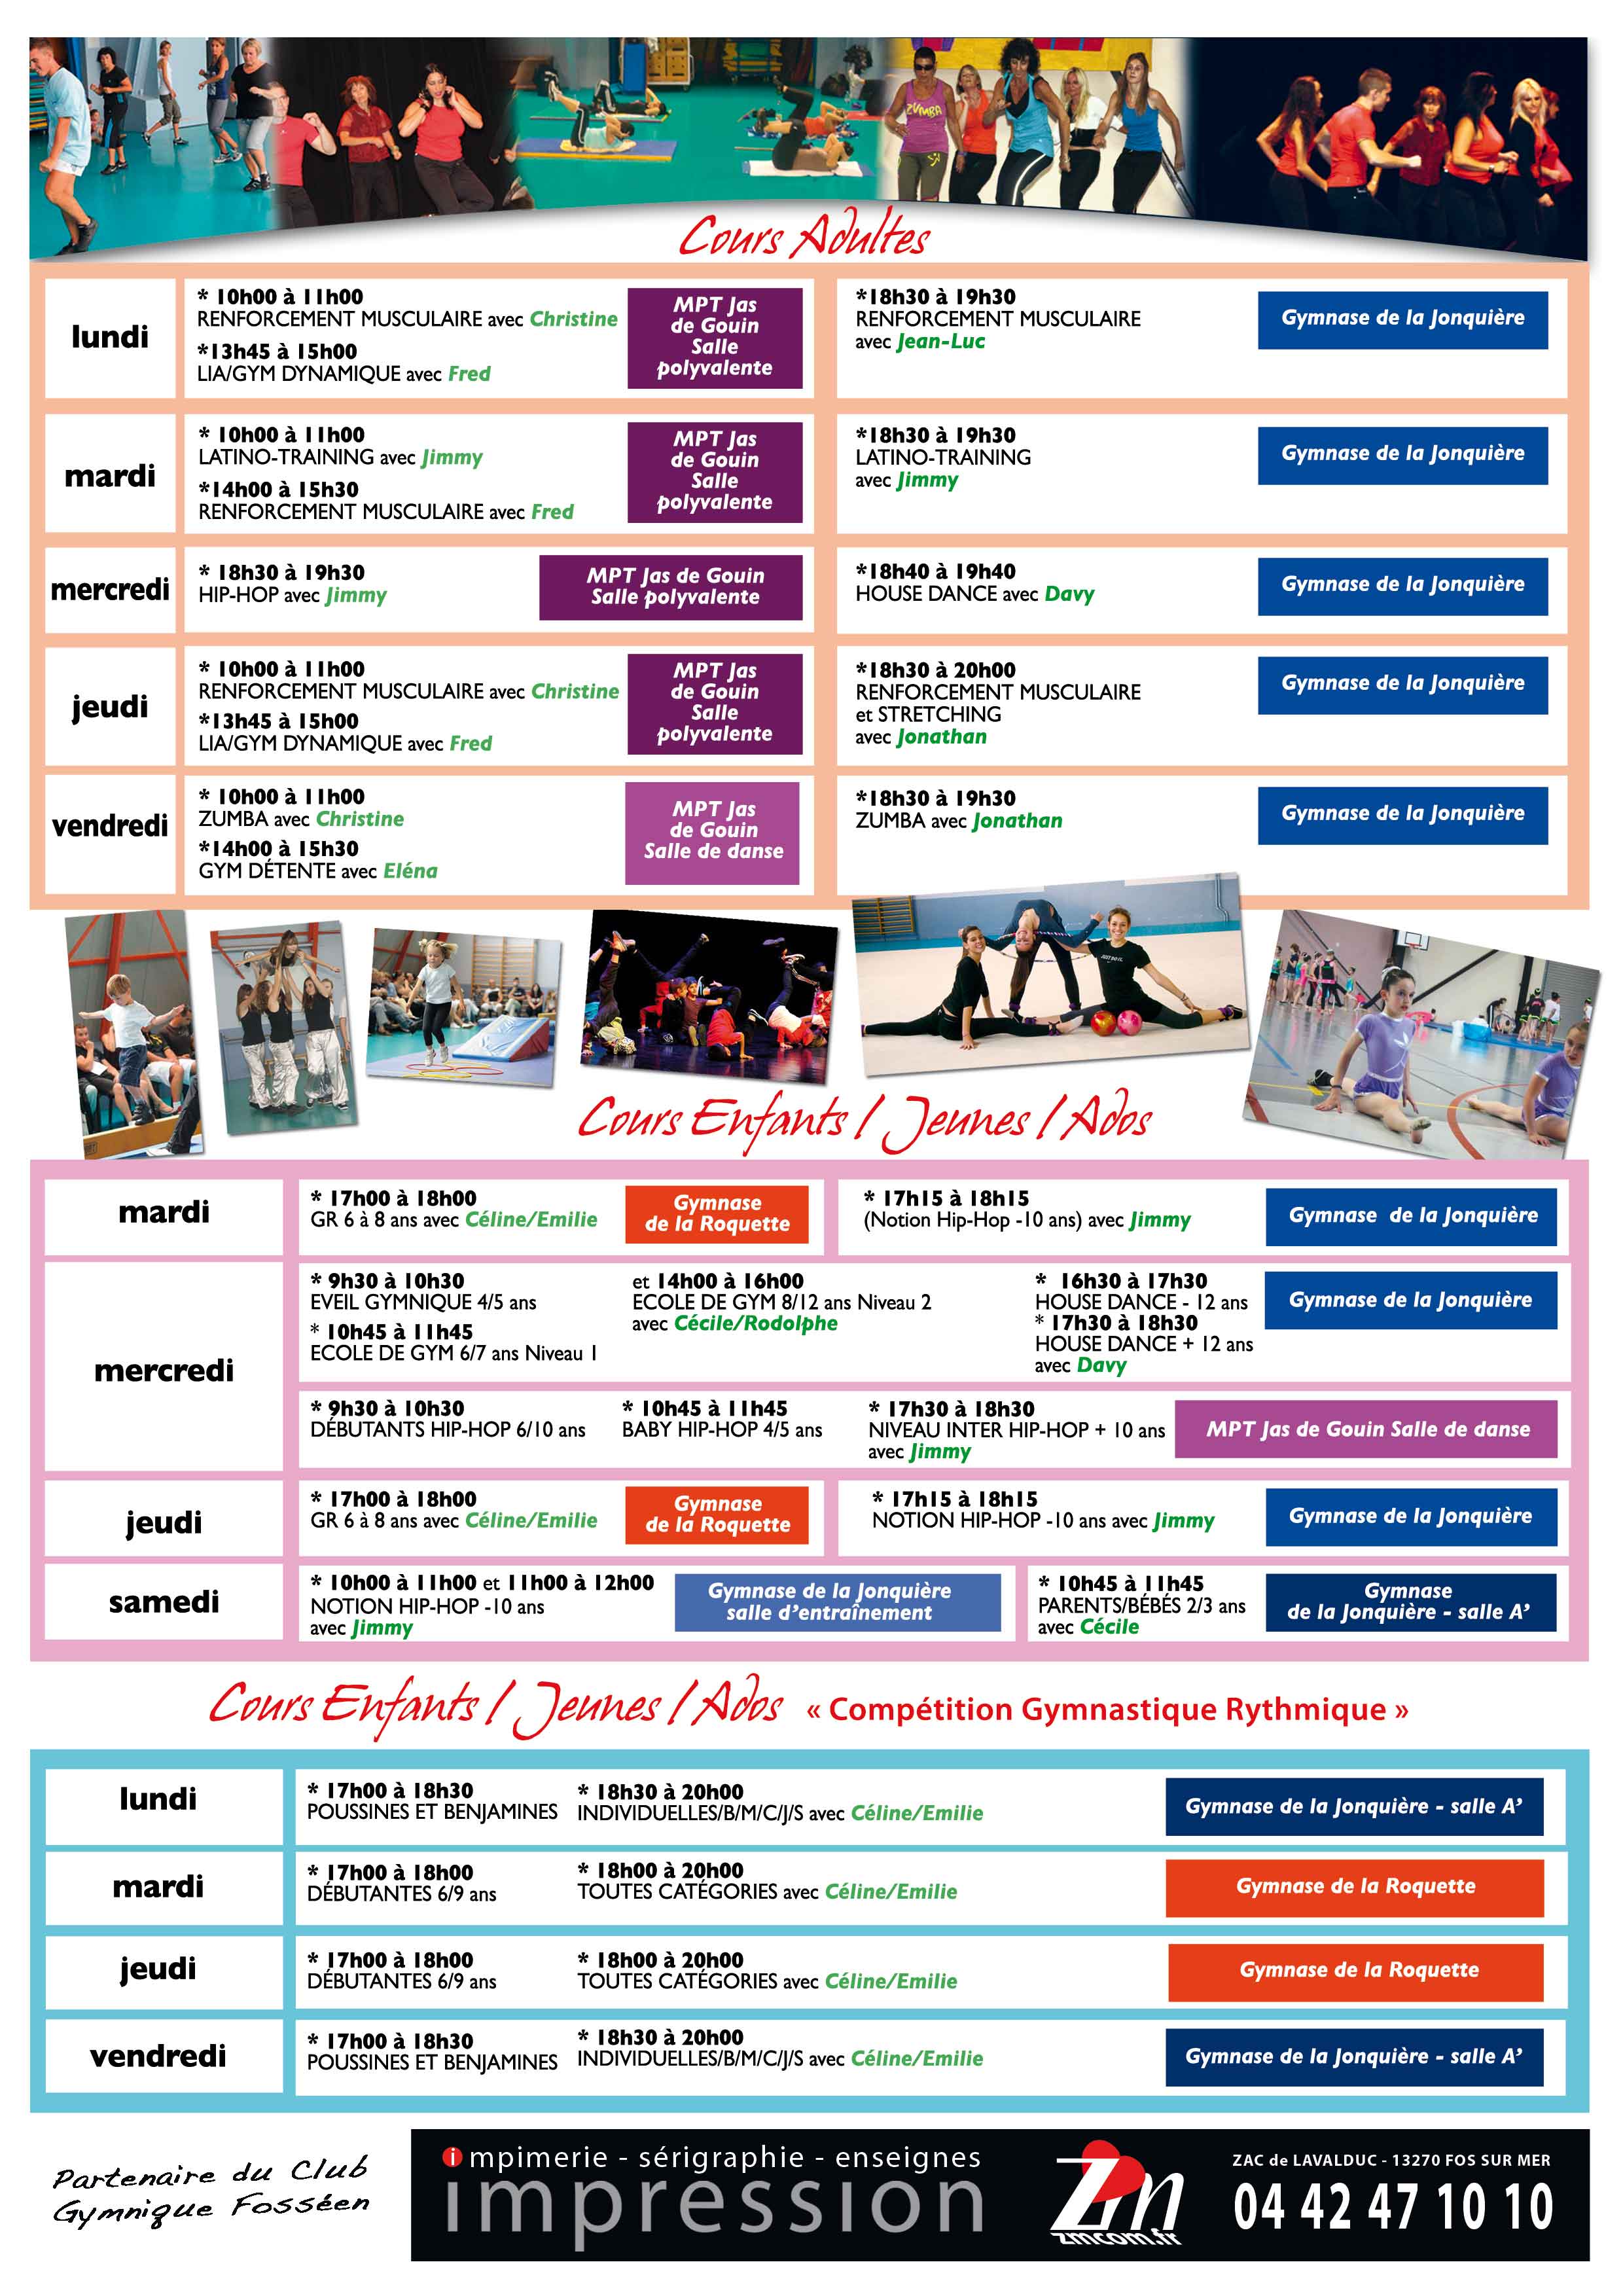 ZUMBA
Cours Adultes
lundi
* 10h00 à 11h00
RENFORCEMENT MUSCULAIRE avec Christine
*13h45 à 15h00
LIA/GYM DYNAMIQUE avec Fred
MPT Jas
de Gouin
Salle
polyvalente
*18h30 à 19h30
RENFORCEMENT MUSCULAIRE
avec Jean-Luc
Gymnase de la Jonquière
mardi
* 10h00 à 11h00
LATINO-TRAINING avec Jimmy
*14h00 à 15h30
RENFORCEMENT MUSCULAIRE avec Fred
MPT Jas
de Gouin
Salle
polyvalente
*18h30 à 19h30
LATINO-TRAINING
avec Jimmy
Gymnase de la Jonquière
mercredi
* 18h30 à 19h30
HIP-HOP avec Jimmy
MPT Jas de Gouin
Salle polyvalente
*18h40 à 19h40
HOUSE DANCE avec Davy
Gymnase de la Jonquière
jeudi
* 10h00 à 11h00
RENFORCEMENT MUSCULAIRE avec Christine
*13h45 à 15h00
LIA/GYM DYNAMIQUE avec Fred
MPT Jas
de Gouin
Salle
polyvalente
*18h30 à 20h00
RENFORCEMENT MUSCULAIRE
et STRETCHING
avec Jonathan
Gymnase de la Jonquière
vendredi
* 10h00 à 11h00
ZUMBA avec Christine
*14h00 à 15h30
GYM DÉTENTE avec Eléna
MPT Jas
de Gouin
Salle de danse
*18h30 à 19h30
ZUMBA avec Jonathan
Gymnase de la Jonquière
JUST DO IT.
Cours Enfants / Jeunes / Ados
mardi
* 17h00 à 18h00
GR 6 à 8 ans avec Céline/Emilie
Gymnase
de la Roquette
* 17h15 à 18h15
(Notion Hip-Hop -10 ans) avec Jimmy
Gymnase de la Jonquière
mercredi
* 9h30 à 10h30
EVEIL GYMNIQUE 4/5 ans
* 10h45 à 11h45
ECOLE DE GYM 6/7 ans Niveau 1
et 14h00 à 16h00
ECOLE DE GYM 8/12 ans Niveau 2
avec Cécile/Rodolphe
* 16h30 à 17h30
HOUSE DANCE - 12 ans
* 17h30 à 18h30
HOUSE DANCE + 12 ans
avec Davy
Gymnase de la Jonquière
* 9h30 à 10h30
DÉBUTANTS HIP-HOP 6/10 ans
* 10h45 à 11h45
BABY HIP-HOP 4/5 ans
* 17h30 à 18h30
NIVEAU INTER HIP-HOP + 10 ans
avec Jimmy
MPT Jas de Gouin Salle de danse
jeudi
* 17h00 à 18h00
GR 6 à 8 ans avec Céline/Emilie
Gymnase
de la Roquette
* 17h15 à 18h15
NOTION HIP-HOP -10 ans avec Jimmy
Gymnase de la Jonquière
samedi
* 10h00 à 11h00 et 11h00 à 12h00
NOTION HIP-HOP -10 ans
avec Jimmy
Gymnase de la Jonquière
salle d'entraînement
* 10h45 à 11h45
PARENTS/BÉBÉS 2/3 ans
avec Cécile
Gymnase
de la Jonquière - salle A'
Cours Enfants / Jeunes / Ados « Compétition Gymnastique Rythmique »
lundi
* 17h00 à 18h30
POUSSINES ET BENJAMINES
* 18h30 à 20h00
INDIVIDUELLES/B/M/C/J/S avec Céline/Emilie
Gymnase de la Jonquière - salle A'
mardi
* 17h00 à 18h00
DÉBUTANTES 6/9 ans
* 18h00 à 20h00
TOUTES CATÉGORIES avec Céline/Emilie
Gymnase de la Roquette
jeudi
* 17h00 à 18h00
DÉBUTANTES 6/9 ans
* 18h00 à 20h00
TOUTES CATÉGORIES avec Céline/Emilie
Gymnase de la Roquette
vendredi
* 17h00 à 18h30
POUSSINES ET BENJAMINES
* 18h30 à 20h00
INDIVIDUELLES/B/M/C/J/S avec Céline/Emilie
Gymnase de la Jonquière - salle A'
Partenaire du Club
Gymnique Fosséen
impimerie - sérigraphie - enseignes
impression
Zm
zmcom.fr
ZAC de LAVALDUC - 13270 FOS SUR MER
04 42 47 10 10